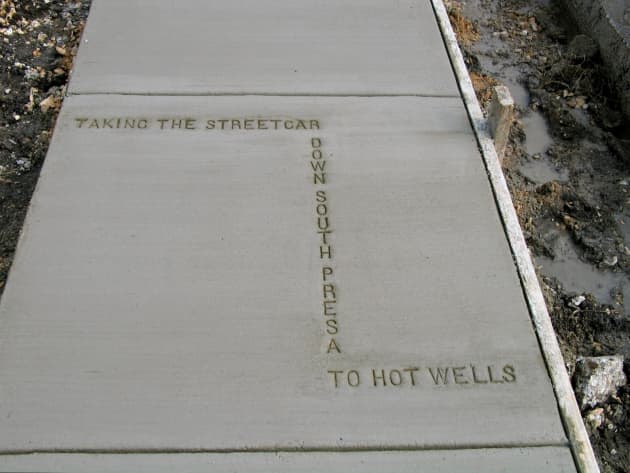 TAKING THE STREETCAR
DOWN SOUTH PRESA
TO HOT WELLS